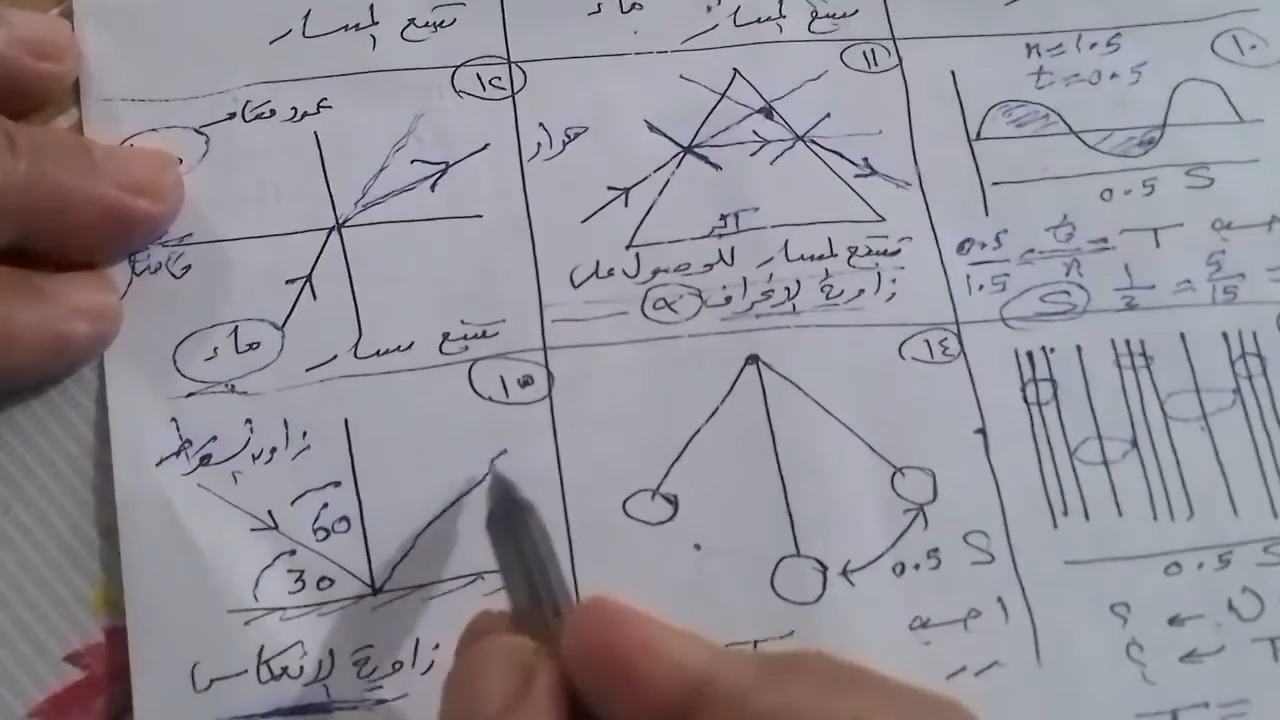 تتبع المسار
ماء
تتبع المسار
١٠
n=1.5
t=0.5
0.5 S
0.5/1.5 = t/n = T
1/3 = 5/15 =
S
١١
هواء
تتبع المسار للوصول على
زاوية الانحراف α
١٢
عمود مقام
ماء
تتبع مسار
١٣
زاوية السقوط
60
30
زاوية الانعكاس
١٤
0.5 S
احسب
T
0.5 S
؟ ← υ
؟ ← T
T=